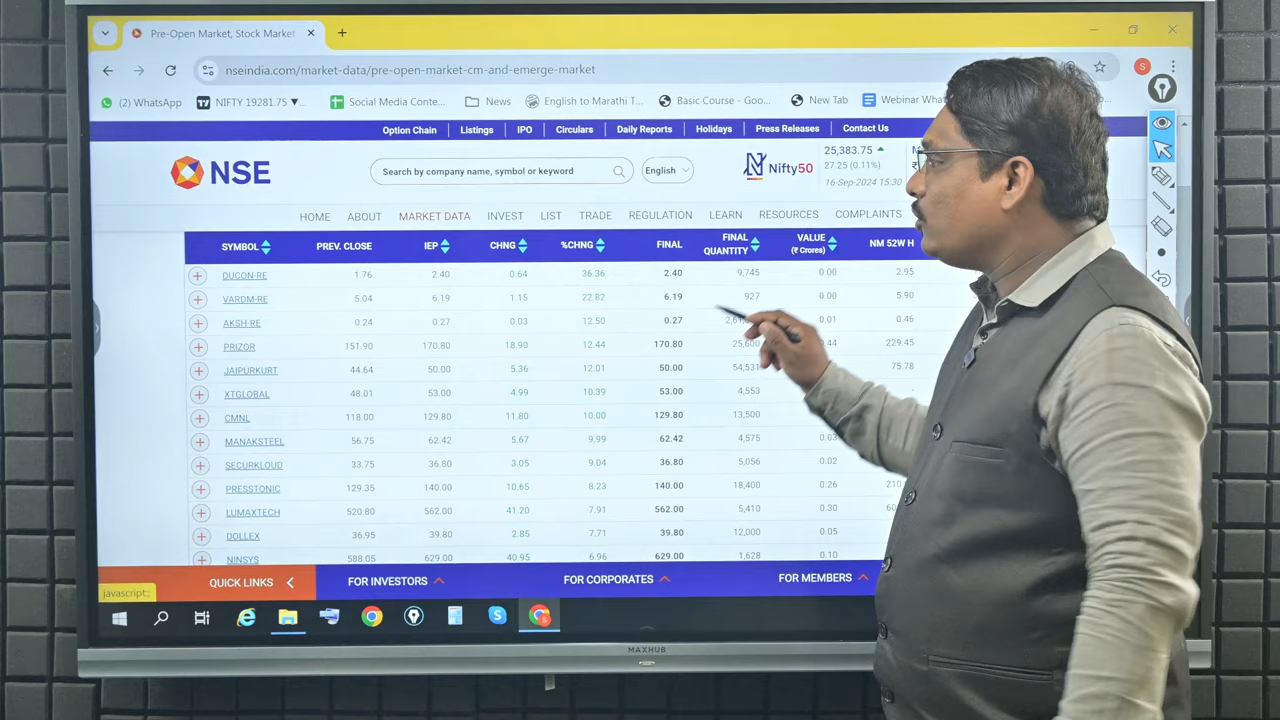 Pre-Open Market, Stock Market
nseindia.com/market-data/pre-open-market-cm-and-emerge-market
S
(2) WhatsApp NIFTY 19281.75 ▼... Social Media Conte... News English to Marathi T... Basic Course - Goo... New Tab Webinar
Option Chain | Listings | IPO | Circulars | Daily Reports | Holidays | Press Releases | Contact Us
NSE
Search by company name, symbol or keyword
English
Nifty50
25,383.75
27.25 (0.11%)
16-Sep-2024 15:30
HOME ABOUT MARKET DATA INVEST LIST TRADE REGULATION LEARN RESOURCES COMPLAINTS
SYMBOL PREV. CLOSE IEP CHNG %CHNG FINAL FINAL QUANTITY VALUE (₹ Crores) NM 52W H
DUCON-RE 1.76 2.40 0.64 36.36 2.40 9,745 0.00 2.95
VARDM-RE 5.04 6.19 1.15 22.82 6.19 927 0.00 5.90
AKSH-RE 0.24 0.27 0.03 12.50 0.27 0.01 0.46
PRIZOR 151.90 170.80 18.90 12.44 170.80 25,600 229.45
JAIPURKURT 44.64 50.00 5.36 12.01 50.00 54,531 75.78
XTGLOBAL 48.01 53.00 4.99 10.39 53.00 4,553
CMNL 118.00 129.80 11.80 10.00 129.80 13,500
MANAKSTEEL 56.75 62.42 5.67 9.99 62.42 4,575 0.03
SECURKLOUD 33.75 36.80 3.05 9.04 36.80 5,056 0.02
PRESSTONIC 129.35 140.00 10.65 8.23 140.00 18,400 0.26
LUMAXTECH 520.80 562.00 41.20 7.91 562.00 5,410 0.30
DOLLEX 36.95 39.80 2.85 7.71 39.80 12,000 0.05
NINSYS 588.05 629.00 40.95 6.96 629.00 1,628 0.10
QUICK LINKS FOR INVESTORS FOR CORPORATES FOR MEMBERS
javascript:;
MAXHUB